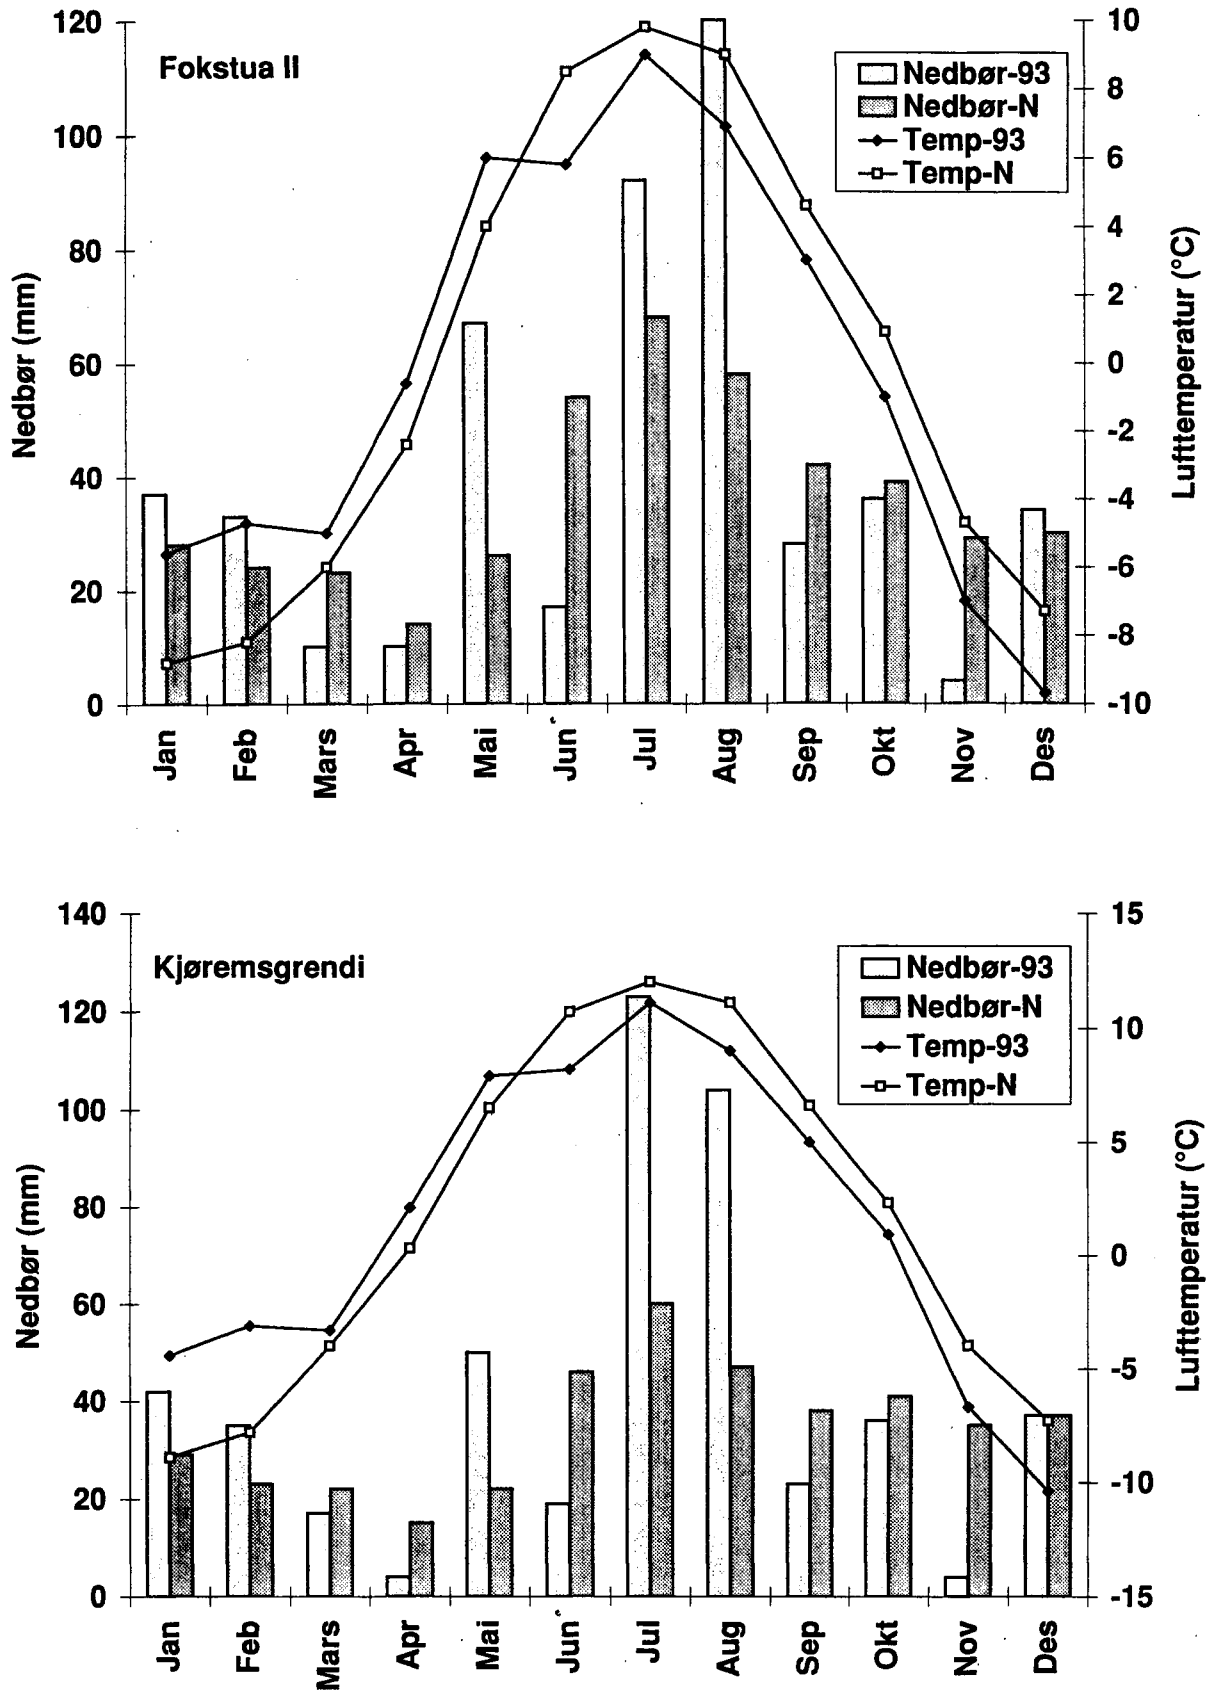 Fokstua II
Nedbør-93
Nedbør-N
Temp-93
Temp-N
Nedbør (mm)
120
100
80
60
40
20
0
Lufttemperatur (°C)
10
8
6
4
2
0
-2
-4
-6
-8
-10
Jan Feb Mars Apr Mai Jun Jul Aug Sep Okt Nov Des
Kjøremsgrendi
Nedbør-93
Nedbør-N
Temp-93
Temp-N
Nedbør (mm)
140
120
100
80
60
40
20
0
Lufttemperatur (°C)
15
10
5
0
-5
-10
-15
Jan Feb Mars Apr Mai Jun Jul Aug Sep Okt Nov Des